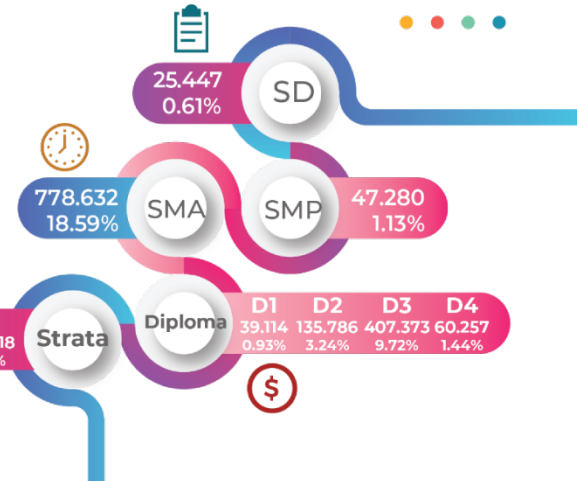 25.447
0.61%
SD
778.632
18.59%
SMA
SMP
47.280
1.13%
Diploma
D1 D2 D3 D4
39.114 135.786 407.373 60.257
0.93% 3.24% 9.72% 1.44%
Strata
$